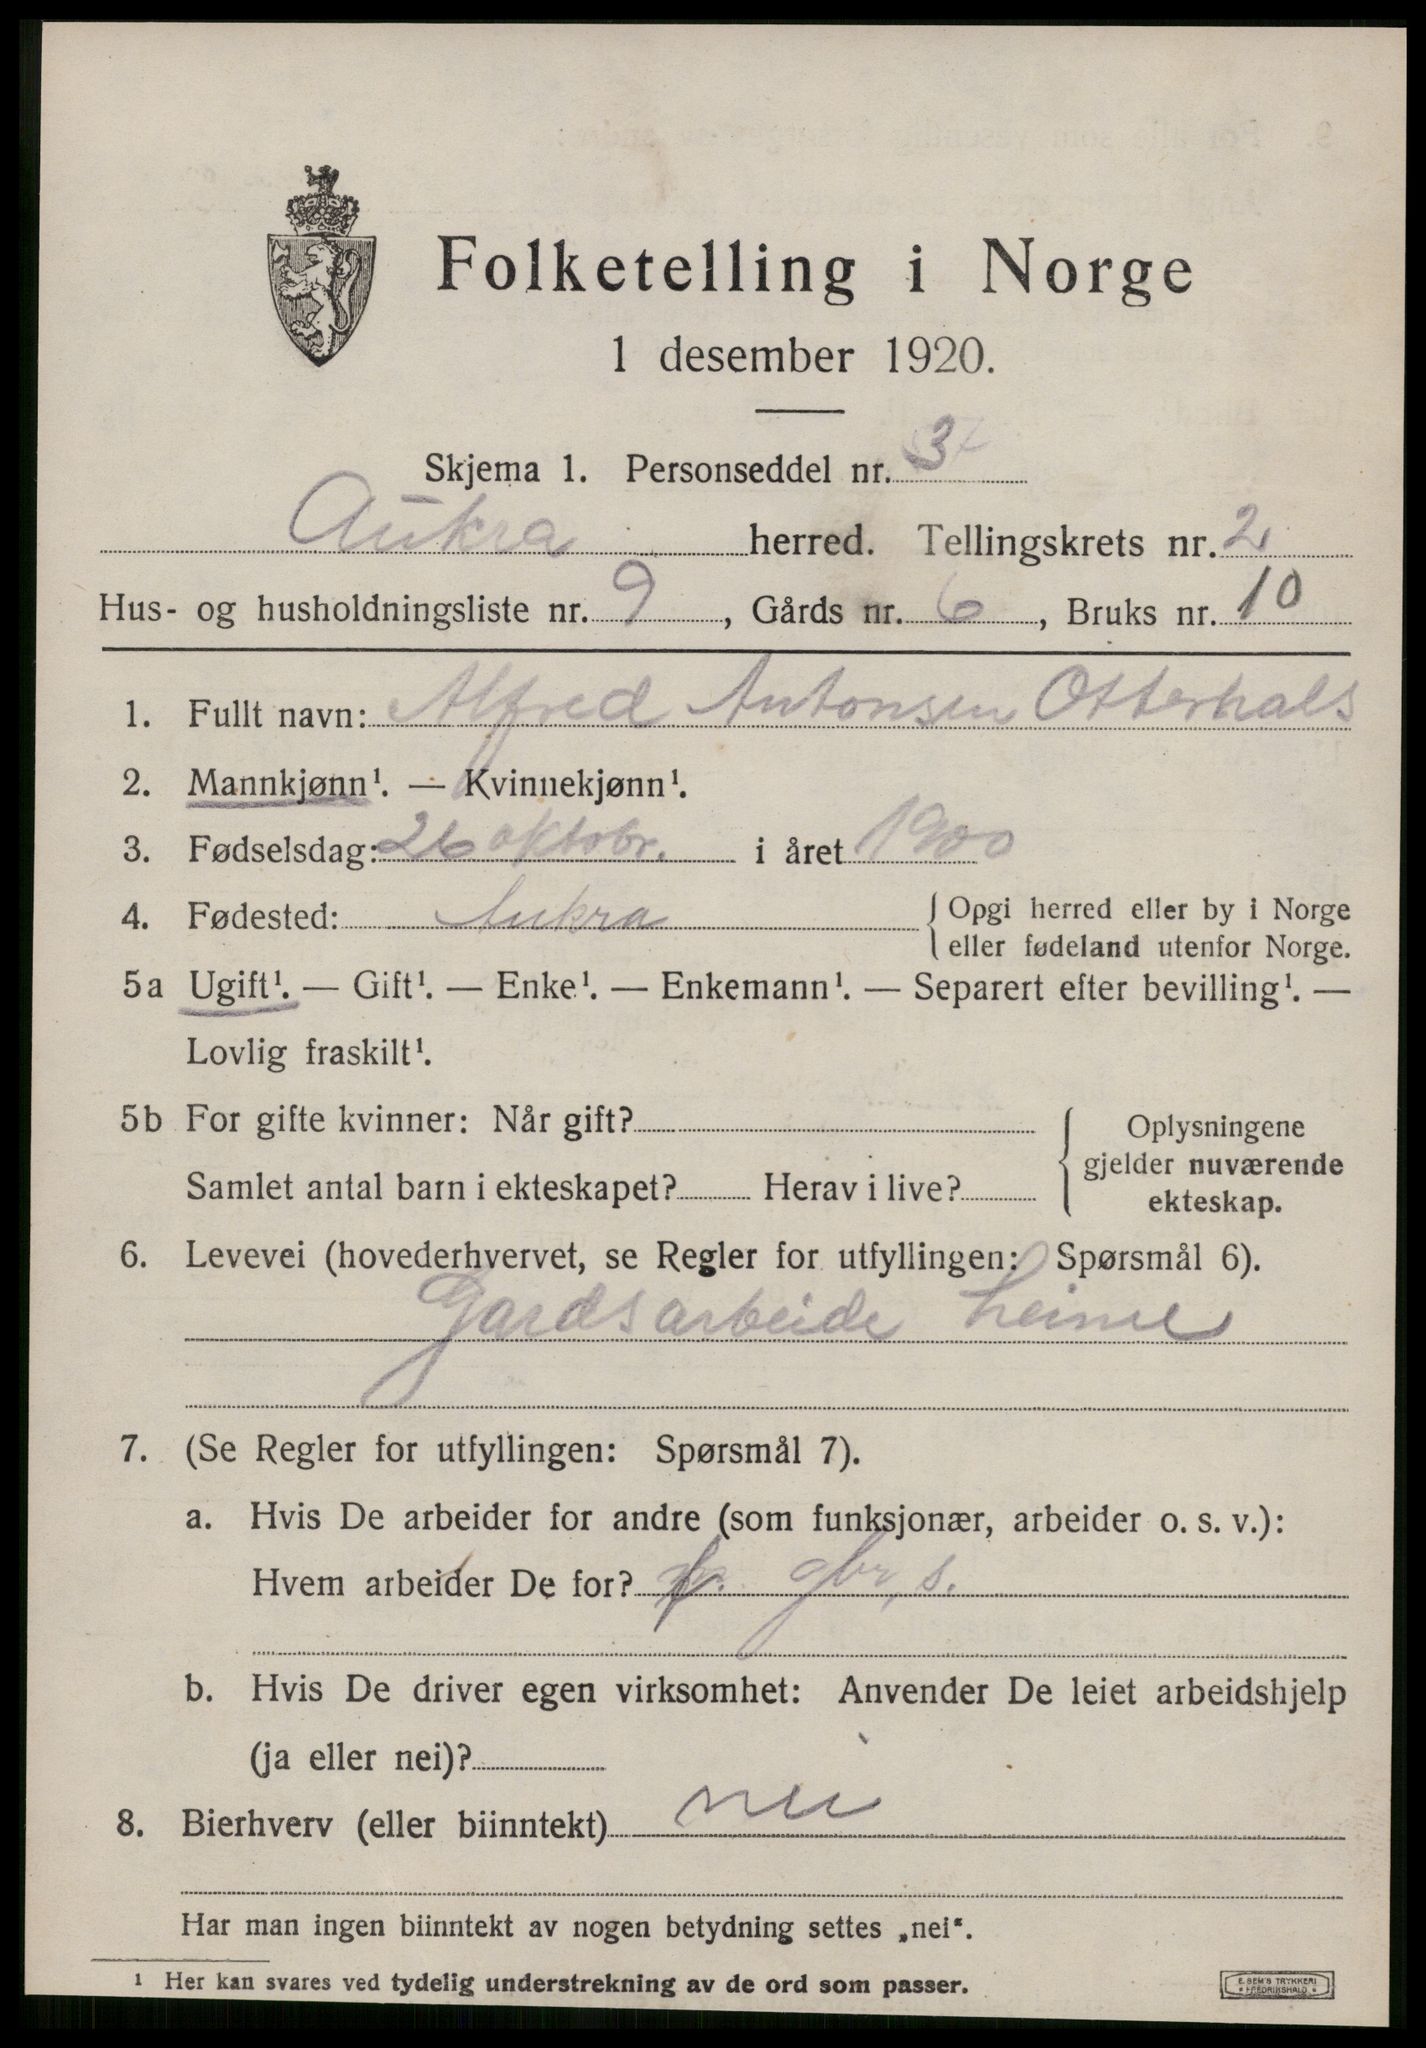 Folketelling i Norge
1 desember 1920.
Skjema 1. Personseddel nr. 3
Aukra herred. Tellingskrets nr. 2
Hus- og husholdningsliste nr. 9, Gårds nr. 6, Bruks nr. 10
1. Fullt navn: Alfred Antonsen Otterhals
2. Mannkjønn¹. — Kvinnekjønn¹.
3. Fødselsdag: 26 oktobr. i året 1900
4. Fødested: Aukra { Opgi herred eller by i Norge
eller fødeland utenfor Norge.
5a Ugift¹. — Gift¹. — Enke¹. — Enkemann¹. — Separert efter bevilling¹. —
Lovlig fraskilt¹.
5b For gifte kvinner: Når gift?
Samlet antal barn i ekteskapet? Herav i live?
{ Oplysningene
gjelder nuværende
ekteskap.
6. Levevei (hovederhvervet, se Regler for utfyllingen: Spørsmål 6).
Gardsarbeide heime
7. (Se Regler for utfyllingen: Spørsmål 7).
a. Hvis De arbeider for andre (som funksjonær, arbeider o. s. v.):
Hvem arbeider De for? gbr, s.
b. Hvis De driver egen virksomhet: Anvender De leiet arbeidshjelp
(ja eller nei)?
8. Bierhverv (eller biinntekt) nei
Har man ingen biinntekt av nogen betydning settes „nei“.
¹ Her kan svares ved tydelig understrekning av de ord som passer.
E. SEM'S TRYKKERI
FREDRIKSHALD